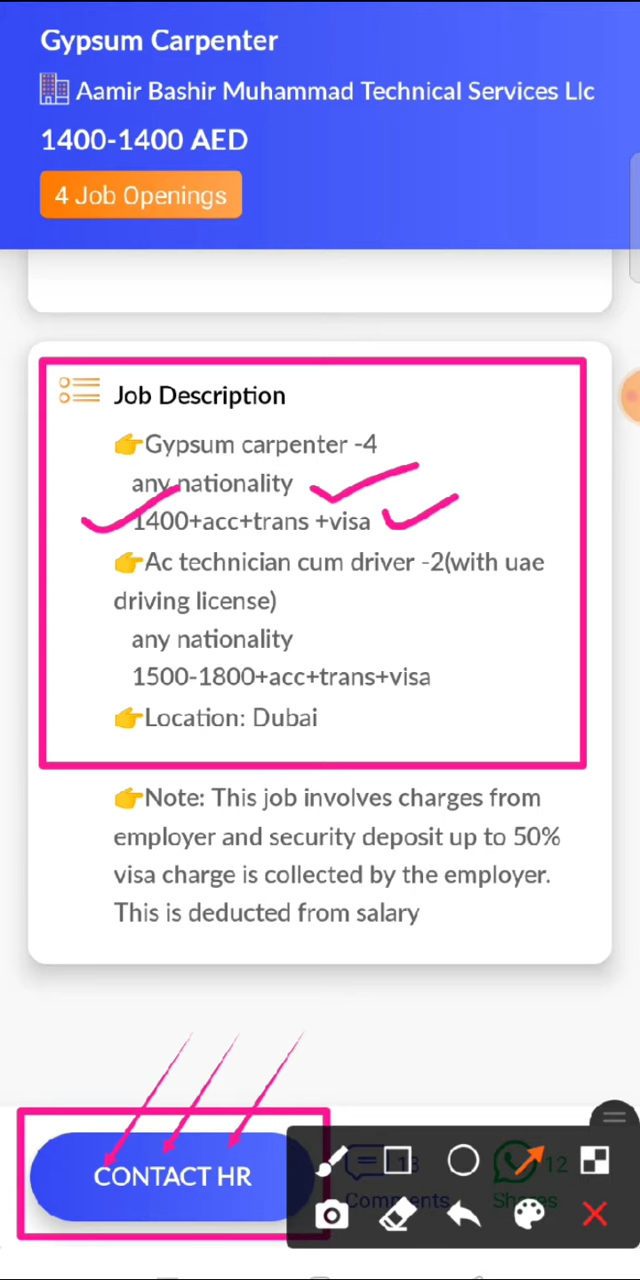 Gypsum Carpenter
Aamir Bashir Muhammad Technical Services Llc
1400-1400 AED
4 Job Openings
Job Description
👉Gypsum carpenter -4
any nationality
1400+acc+trans +visa
👉Ac technician cum driver -2(with uae
driving license)
any nationality
1500-1800+acc+trans+visa
👉Location: Dubai
👉Note: This job involves charges from
employer and security deposit up to 50%
visa charge is collected by the employer.
This is deducted from salary
CONTACT HR
12
Comments
Shares